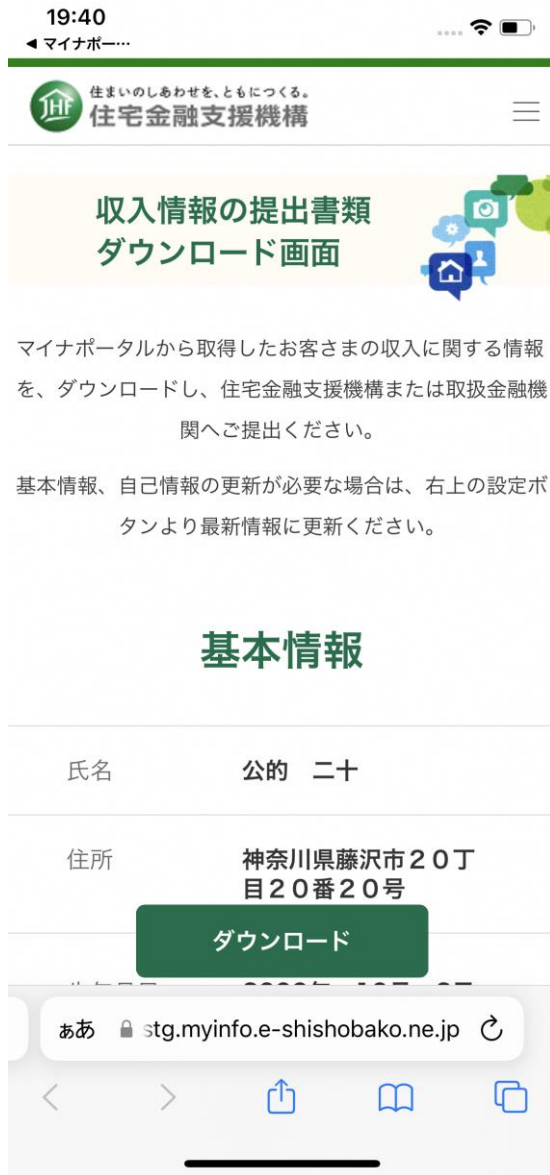 19:40
◀ マイナポー…
JHF
住まいのしあわせを、ともにつくる。
住宅金融支援機構
収入情報の提出書類
ダウンロード画面
マイナポータルから取得したお客さまの収入に関する情報
を、ダウンロードし、住宅金融支援機構または取扱金融機
関へご提出ください。
基本情報、自己情報の更新が必要な場合は、右上の設定ボ
タンより最新情報に更新ください。
基本情報
氏名 公的　二十
住所 神奈川県藤沢市２０丁
目２０番２０号
ダウンロード
ぁあ stg.myinfo.e-shishobako.ne.jp